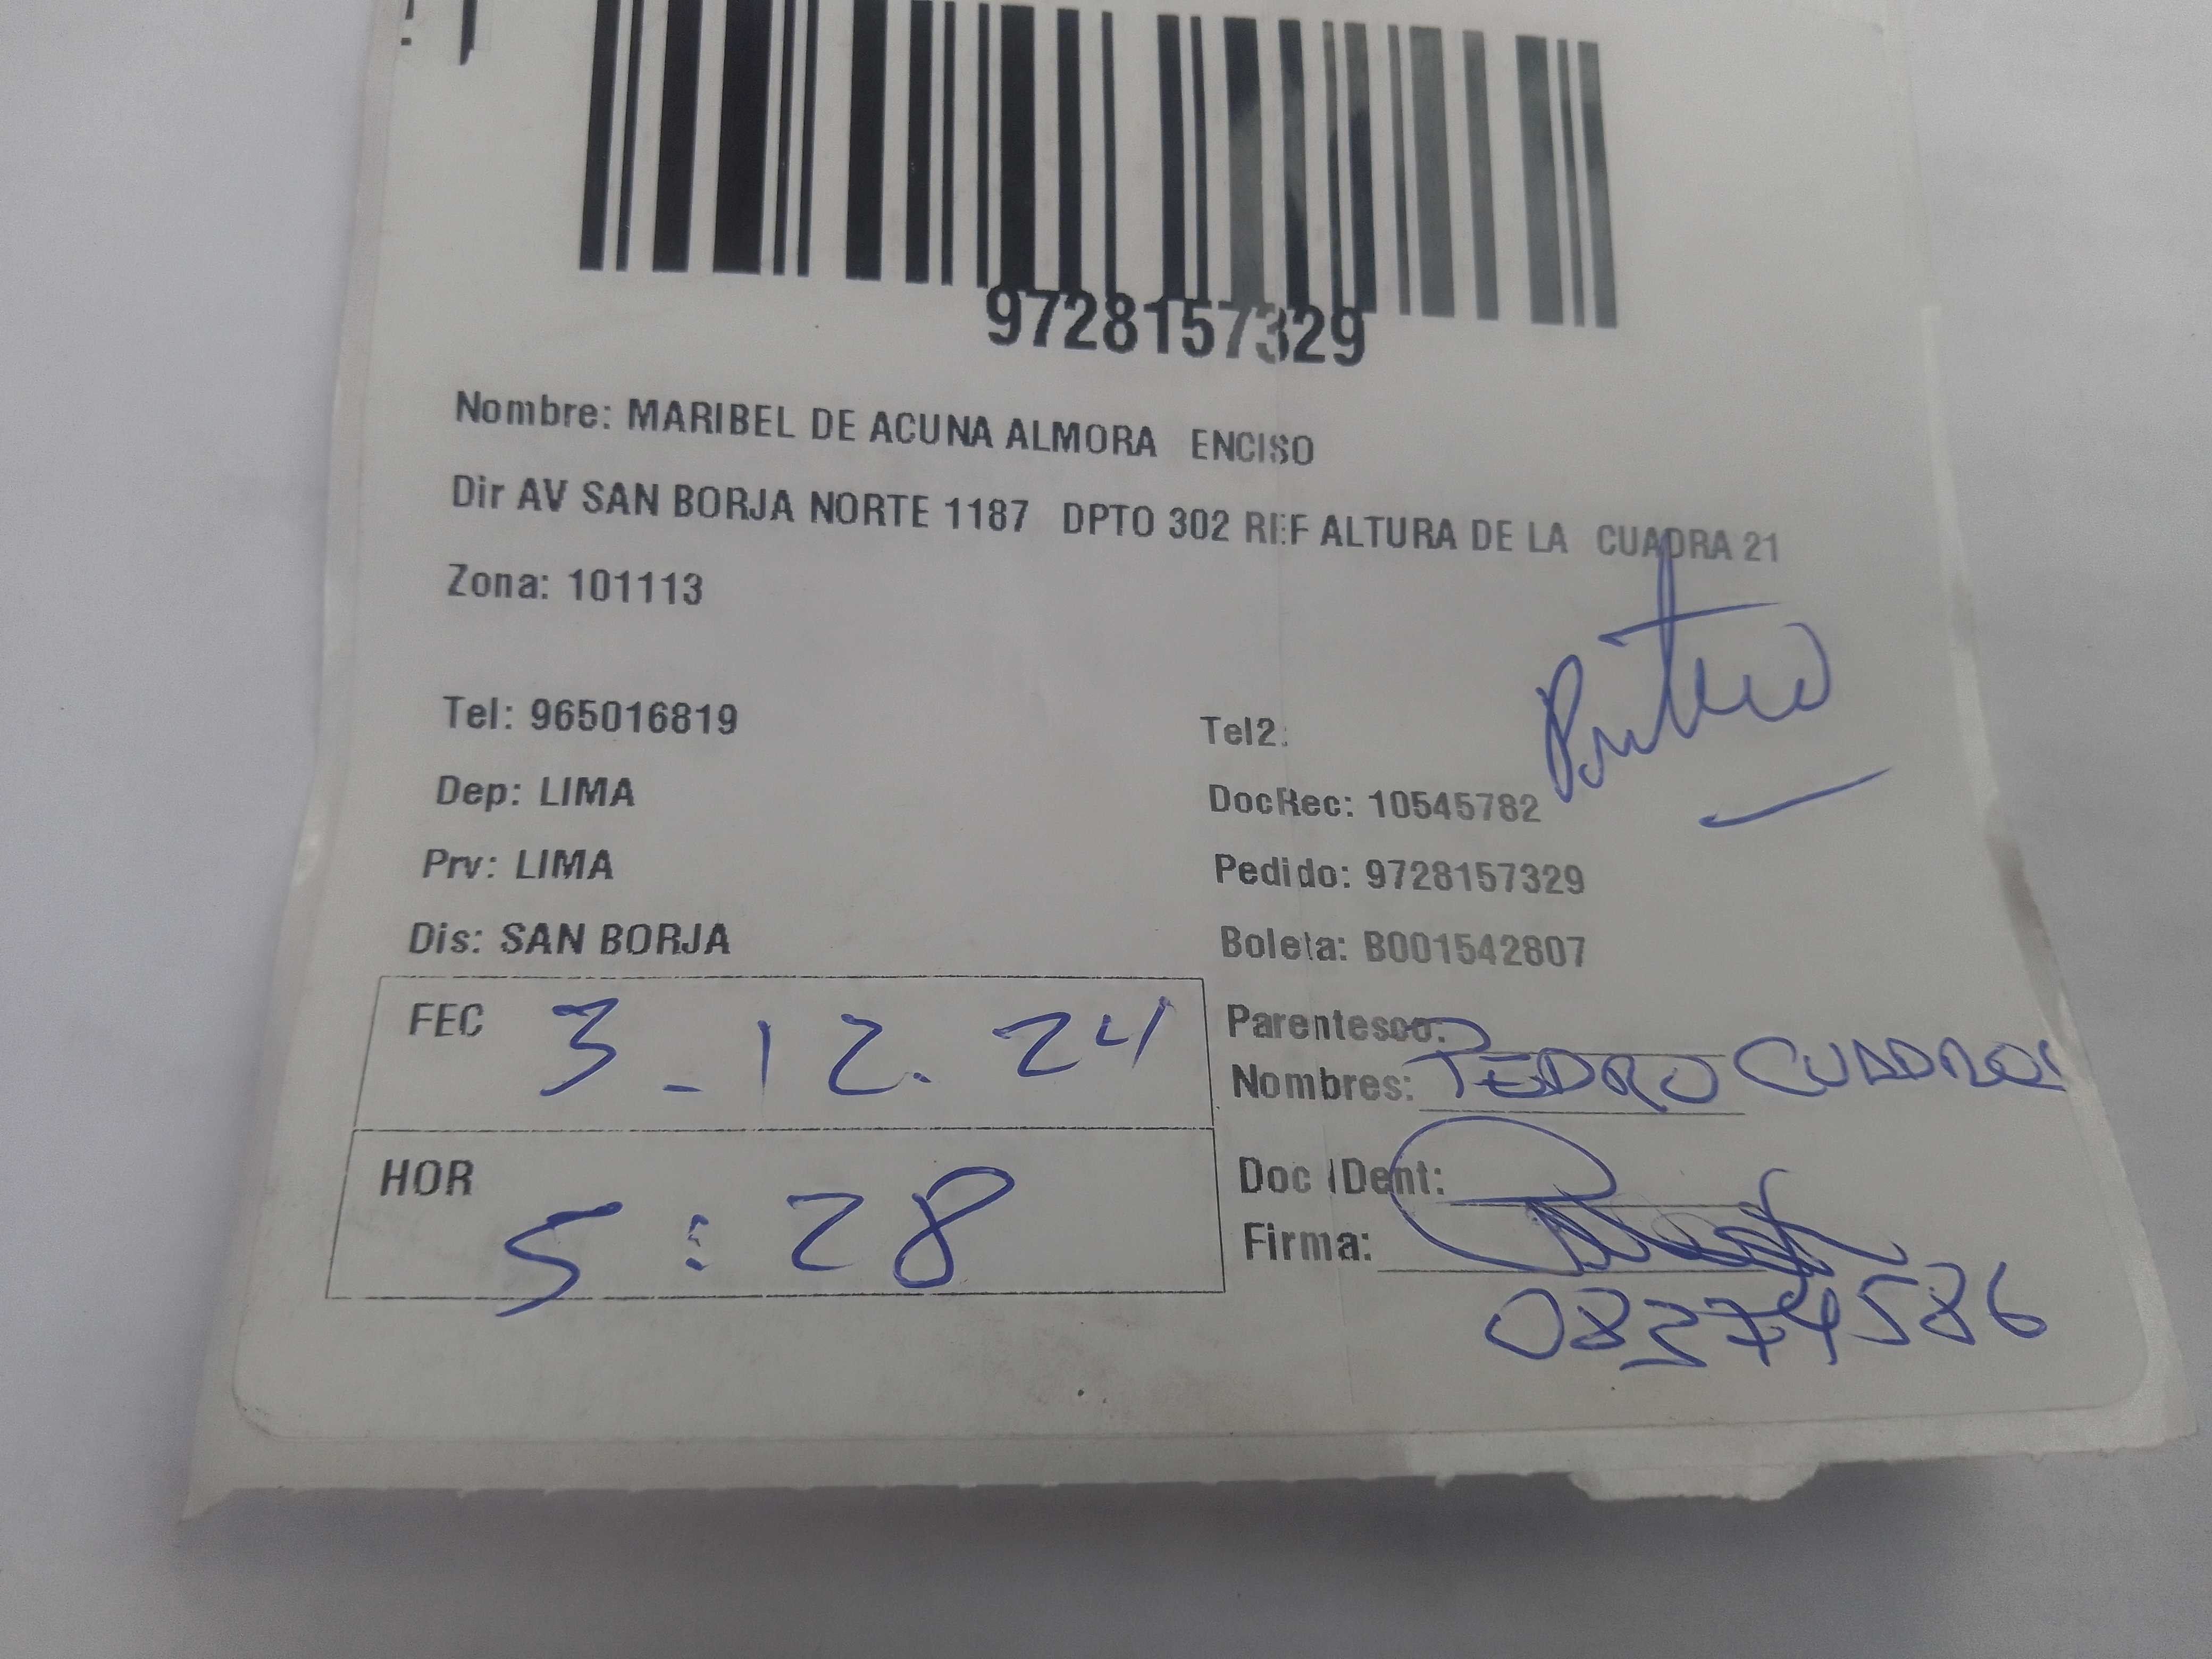 9728157329
Nombre: MARIBEL DE ACUNA ALMORA ENCISO
Dir AV SAN BORJA NORTE 1187 DPTO 302 REF ALTURA DE LA CUADRA 21
Zona: 101113
Tel: 965016819
Tel2:
Dep: LIMA
DocRec: 10545782
Prv: LIMA
Pedido: 9728157329
Dis: SAN BORJA
Boleta: B001542807
FEC 3-12.24
Parentesco:
Nombres: PEDRO CUADROS
HOR 5:28
Doc IDent:
Firma:
08274586